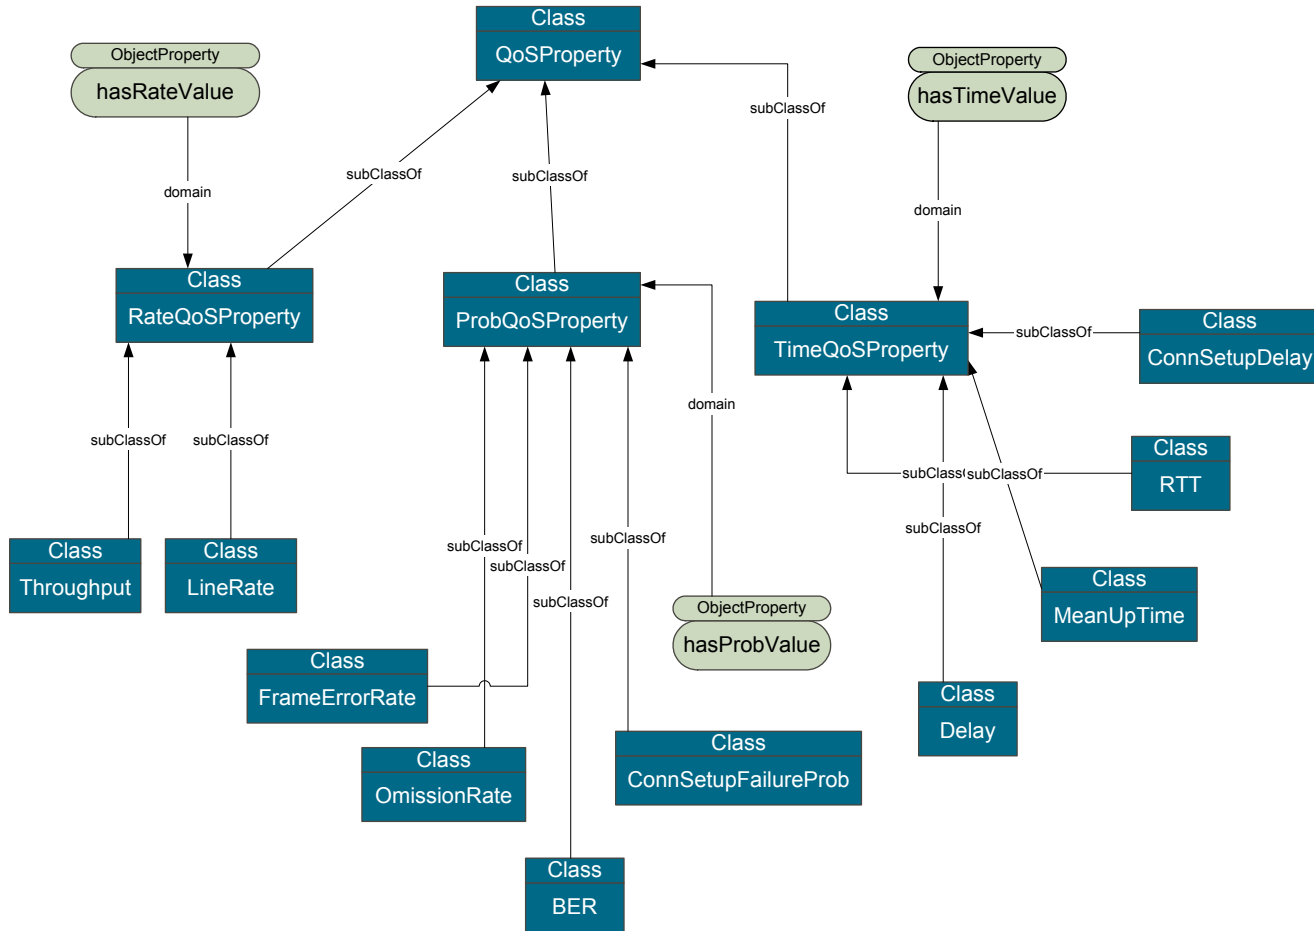 Class
QoSProperty
ObjectProperty
hasRateValue
ObjectProperty
hasTimeValue
subClassOf
subClassOf
subClassOf
domain
domain
Class
RateQoSProperty
Class
ProbQoSProperty
Class
TimeQoSProperty
Class
ConnSetupDelay
subClassOf
domain
subClassOf
subClassOf
Class
RTT
subClassOf
subClassOf
subClassOf
Class
Throughput
Class
LineRate
subClassOf
subClassOf
subClassOf
subClassOf
Class
MeanUpTime
ObjectProperty
hasProbValue
Class
FrameErrorRate
Class
Delay
Class
OmissionRate
Class
ConnSetupFailureProb
Class
BER